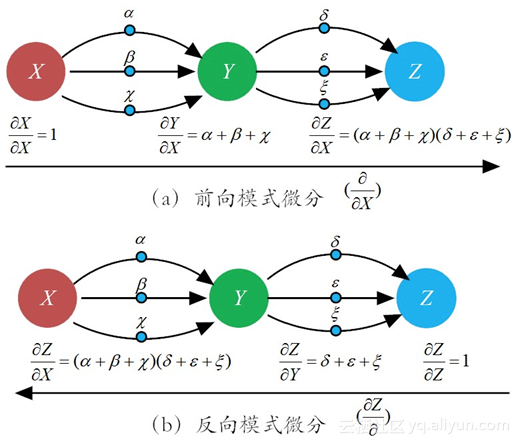 α δ
X β Y ε Z
χ ξ
∂X/∂X=1 ∂Y/∂X=α+β+χ ∂Z/∂X=(α+β+χ)(δ+ε+ξ)
(a) 前向模式微分 (∂/∂X)
α δ
X β Y ε Z
χ ξ
∂Z/∂X=(α+β+χ)(δ+ε+ξ) ∂Z/∂Y=δ+ε+ξ ∂Z/∂Z=1
(b) 反向模式微分 (∂Z/∂)
云栖社区 yq.aliyun.com